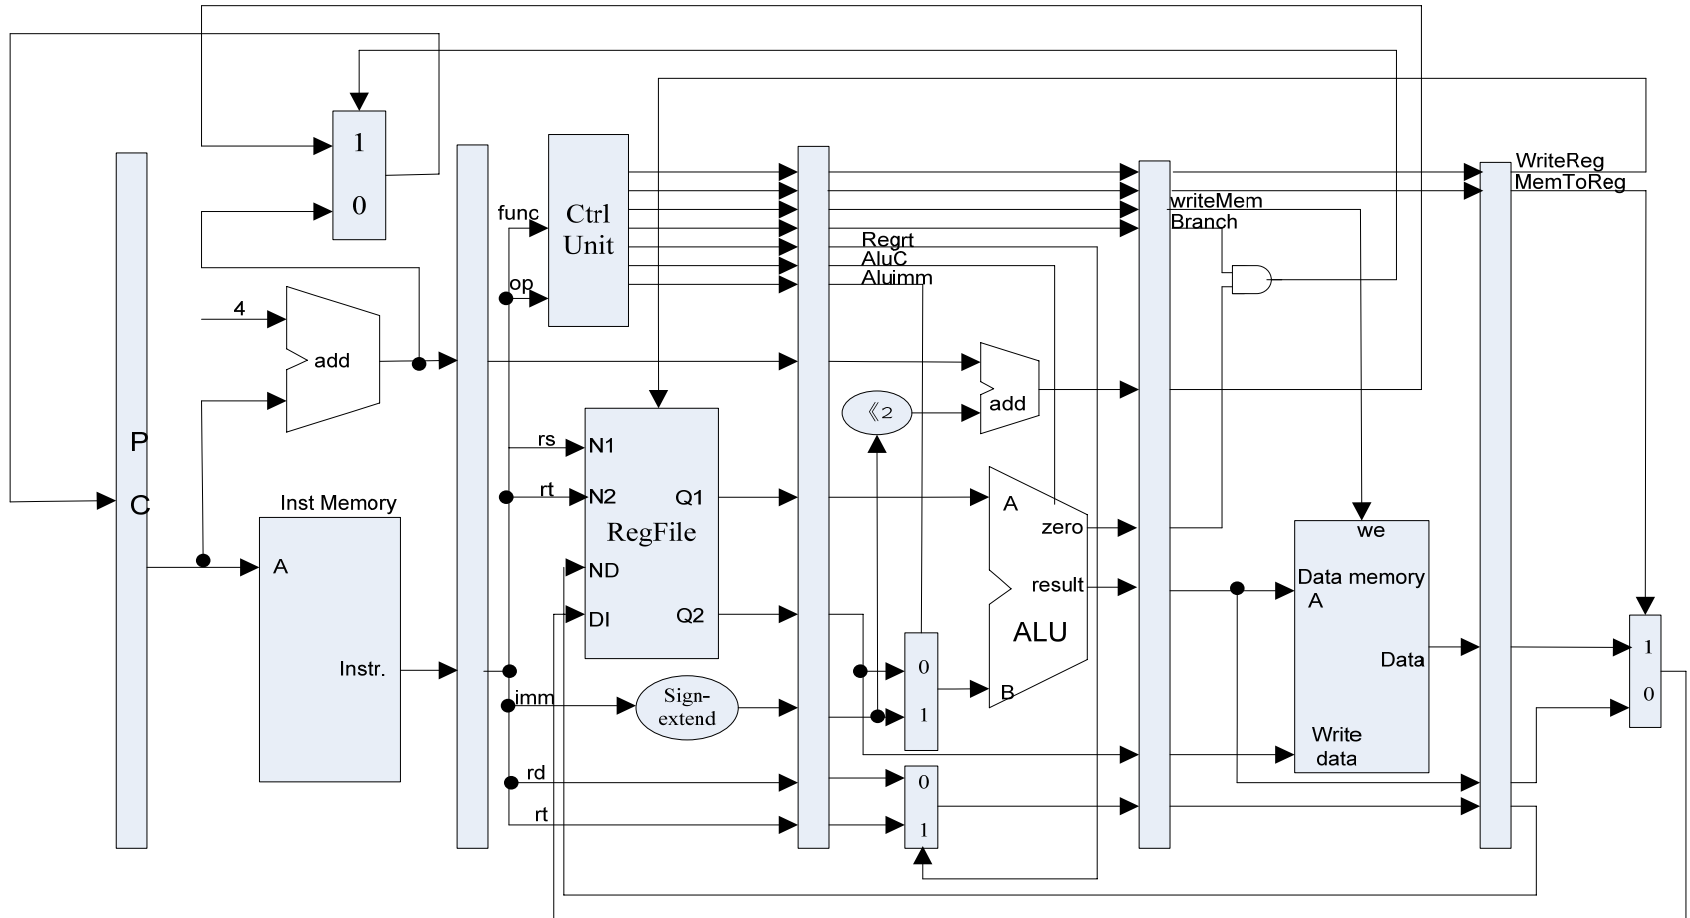 WriteReg
MemToReg
1
0
func
Ctrl
Unit
writeMem
Branch
Regrt
AluC
Aluimm
op
4
add
《2
add
P
C
rs
N1
rt
N2
Q1
RegFile
A
zero
Inst Memory
we
A
ND
result
Data memory
A
DI
Q2
ALU
Instr.
0
1
B
Data
1
0
imm
Sign-
extend
Write
data
rd
0
rt
1